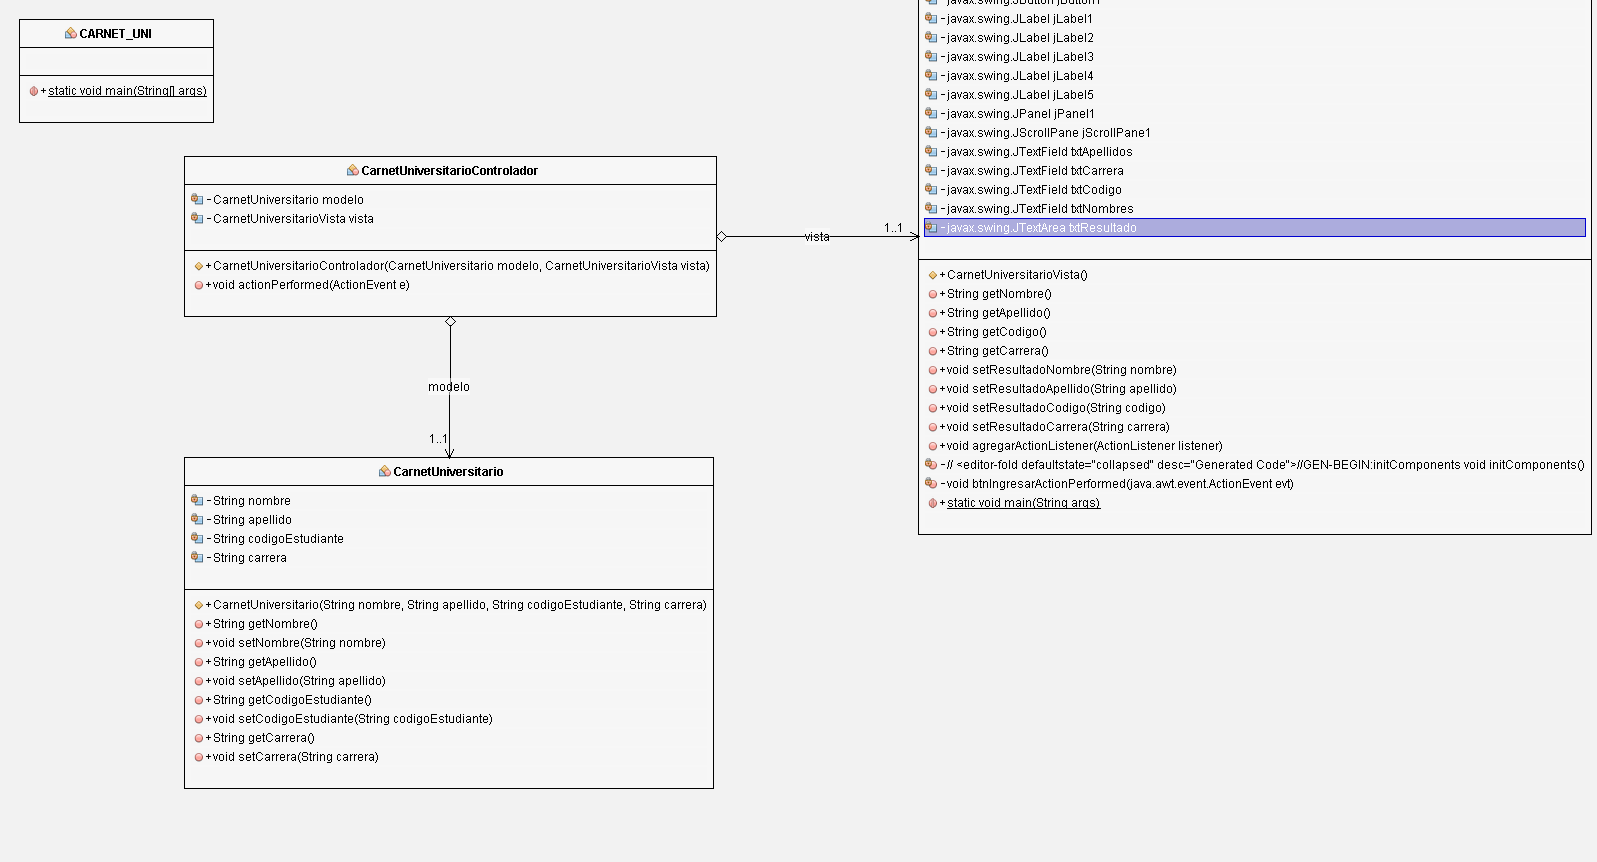 CARNET_UNI
+static void main(String[] args)
CarnetUniversitarioControlador
-CarnetUniversitario modelo
-CarnetUniversitarioVista vista
+CarnetUniversitarioControlador(CarnetUniversitario modelo, CarnetUniversitarioVista vista)
+void actionPerformed(ActionEvent e)
vista
1..1
modelo
1..1
CarnetUniversitario
-String nombre
-String apellido
-String codigoEstudiante
-String carrera
+CarnetUniversitario(String nombre, String apellido, String codigoEstudiante, String carrera)
+String getNombre()
+void setNombre(String nombre)
+String getApellido()
+void setApellido(String apellido)
+String getCodigoEstudiante()
+void setCodigoEstudiante(String codigoEstudiante)
+String getCarrera()
+void setCarrera(String carrera)
-javax.swing.JButton jButton1
-javax.swing.JLabel jLabel1
-javax.swing.JLabel jLabel2
-javax.swing.JLabel jLabel3
-javax.swing.JLabel jLabel4
-javax.swing.JLabel jLabel5
-javax.swing.JPanel jPanel1
-javax.swing.JScrollPane jScrollPane1
-javax.swing.JTextField txtApellidos
-javax.swing.JTextField txtCarrera
-javax.swing.JTextField txtCodigo
-javax.swing.JTextField txtNombres
-javax.swing.JTextArea txtResultado
+CarnetUniversitarioVista()
+String getNombre()
+String getApellido()
+String getCodigo()
+String getCarrera()
+void setResultadoNombre(String nombre)
+void setResultadoApellido(String apellido)
+void setResultadoCodigo(String codigo)
+void setResultadoCarrera(String carrera)
+void agregarActionListener(ActionListener listener)
-// <editor-fold defaultstate="collapsed" desc="Generated Code">//GEN-BEGIN:initComponents void initComponents()
-void btnIngresarActionPerformed(java.awt.event.ActionEvent evt)
+static void main(String args)